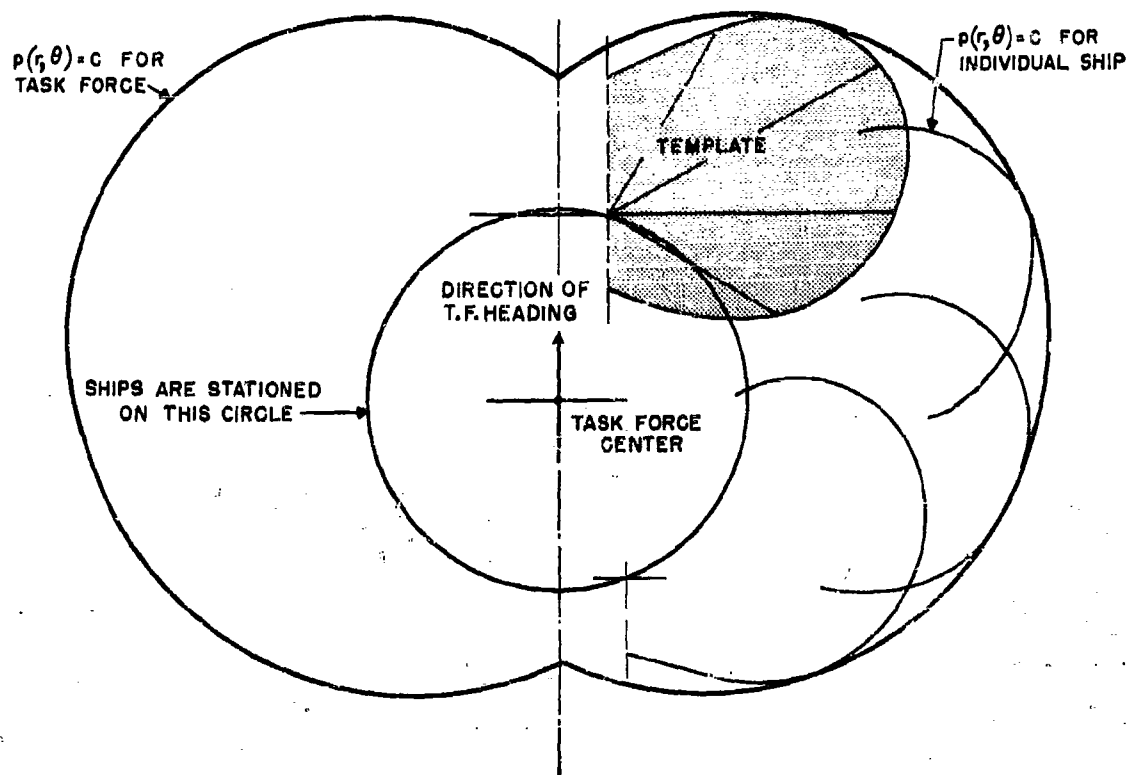 p(r,θ)=C FOR
TASK FORCE
p(r,θ)=C FOR
INDIVIDUAL SHIP
TEMPLATE
DIRECTION OF
T.F. HEADING
SHIPS ARE STATIONED
ON THIS CIRCLE
TASK FORCE
CENTER